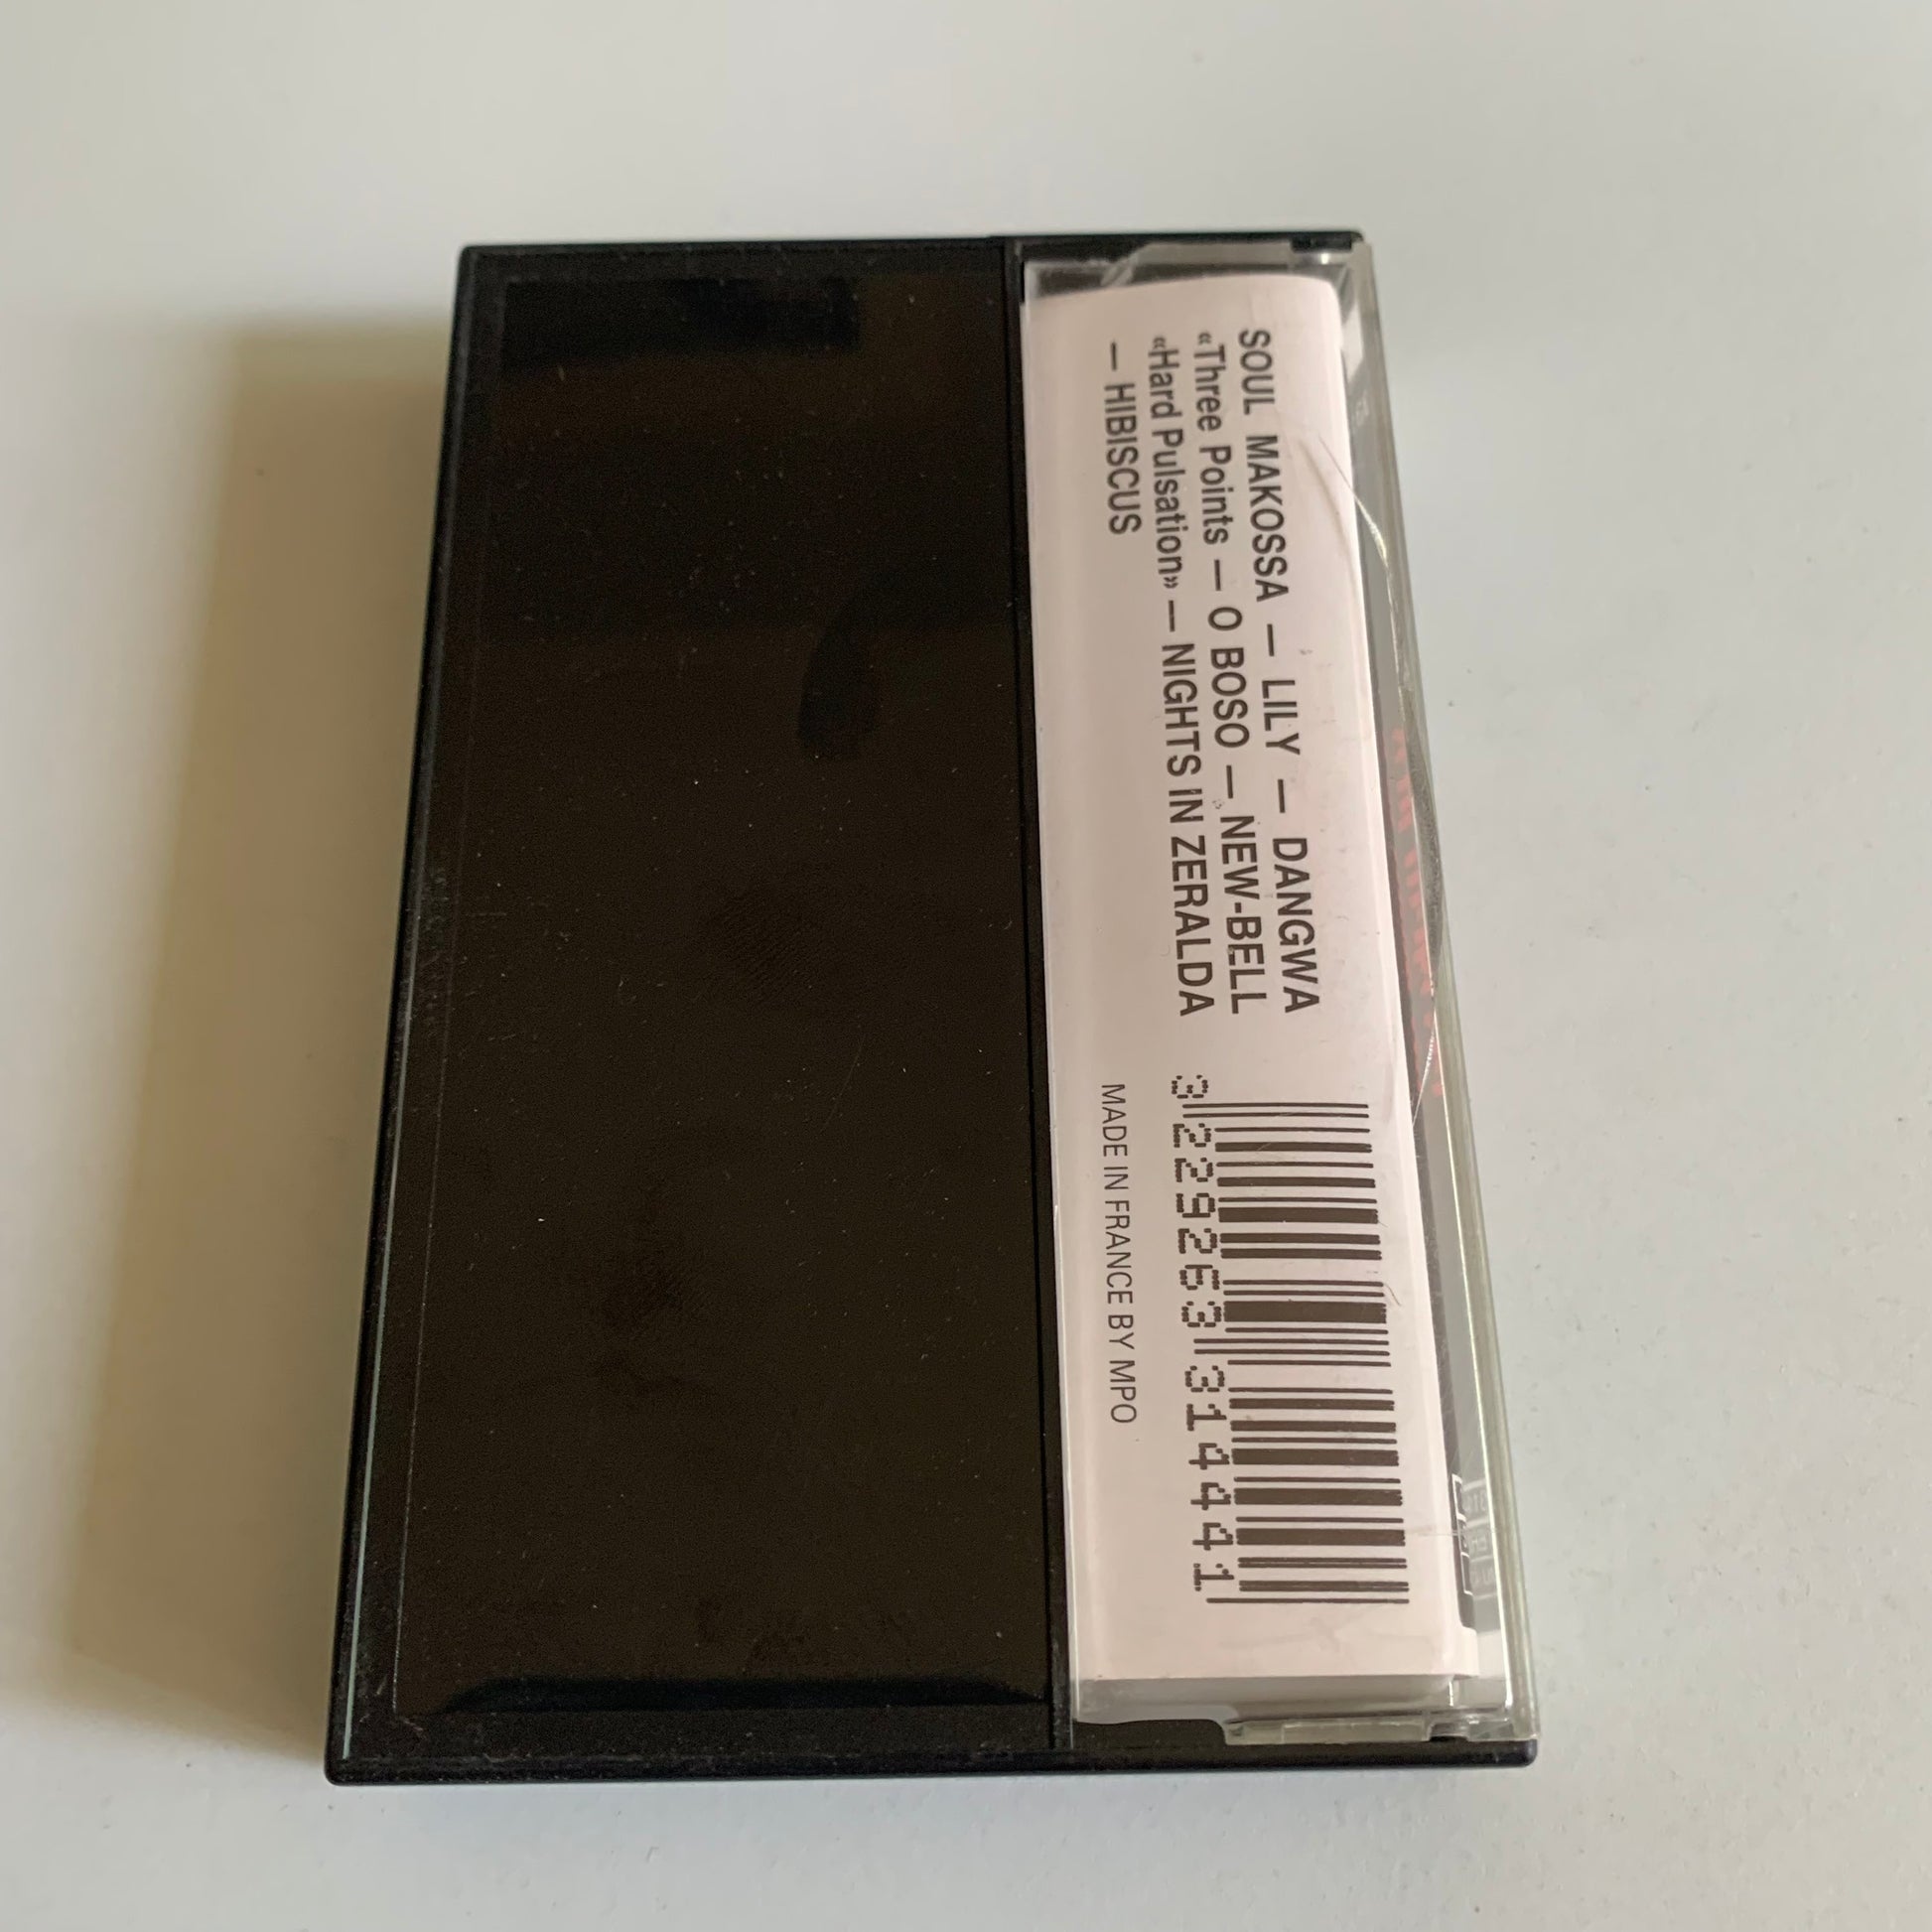 SOUL MAKOSSA — LILY — DANGWA
«Three Points — O BOSO — NEW-BELL
«Hard Pulsation» — NIGHTS IN ZERALDA
— HIBISCUS
3 229263 314441
MADE IN FRANCE BY MPO